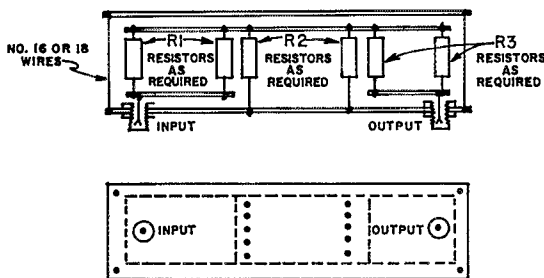 R1
R2
R3
NO. 16 OR 18
WIRES
RESISTORS
AS
REQUIRED
RESISTORS
AS
REQUIRED
RESISTORS
AS
REQUIRED
INPUT
OUTPUT
INPUT
OUTPUT